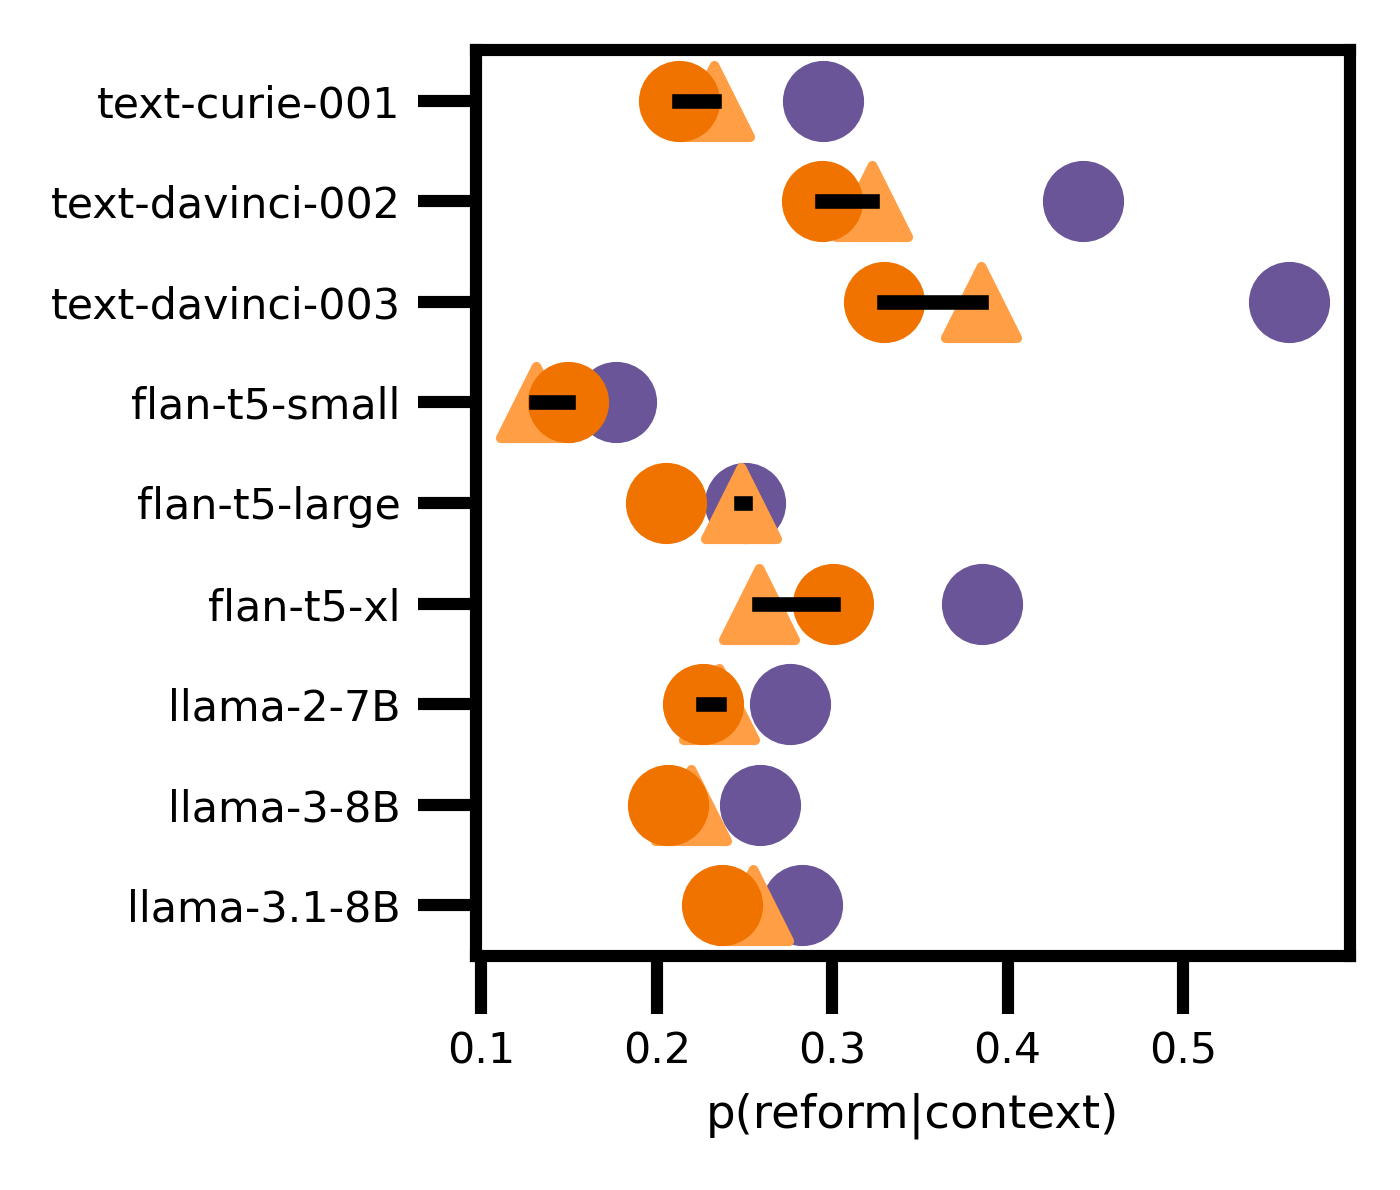 text-curie-001
text-davinci-002
text-davinci-003
flan-t5-small
flan-t5-large
flan-t5-xl
llama-2-7B
llama-3-8B
llama-3.1-8B
0.1 0.2 0.3 0.4 0.5
p(reform|context)